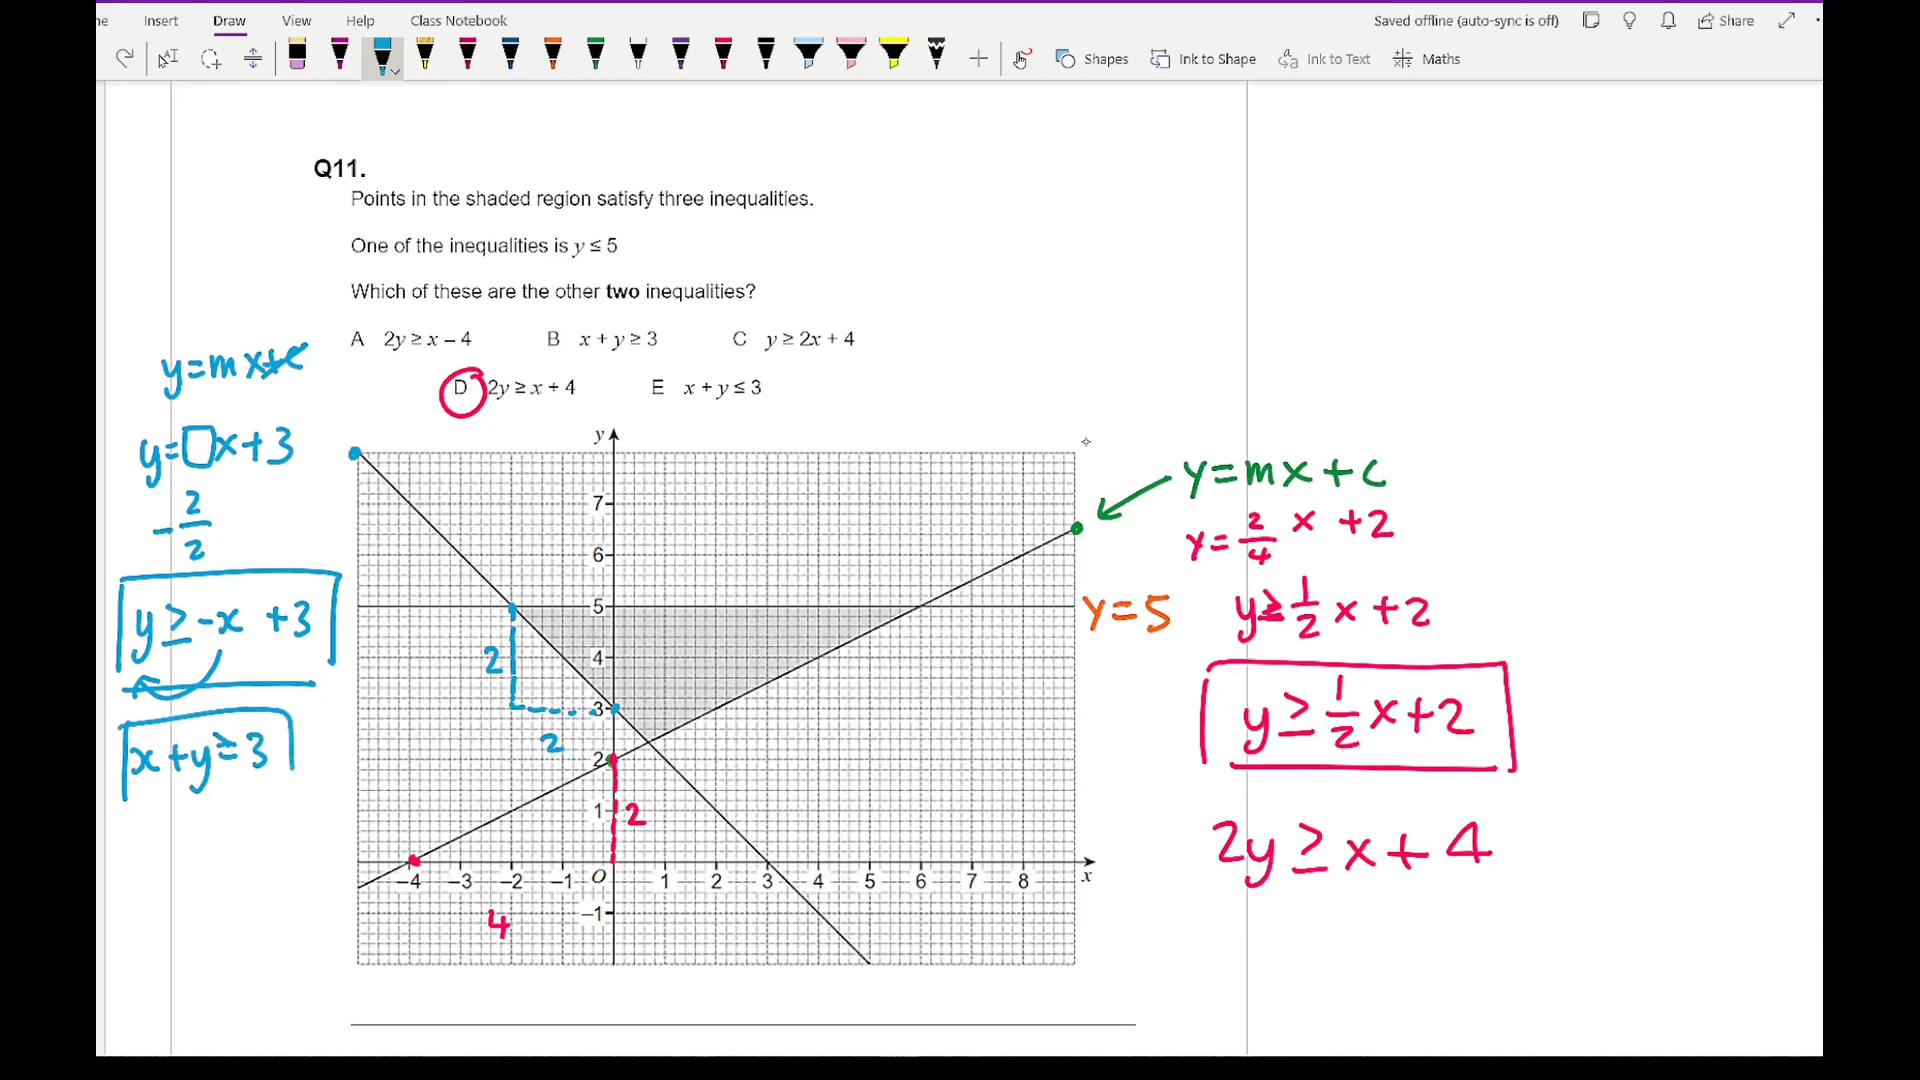 Insert Draw View Help Class Notebook Saved offline (auto-sync is off) Share
Shapes Ink to Shape Ink to Text Maths
Q11.
Points in the shaded region satisfy three inequalities.
One of the inequalities is y ≤ 5
Which of these are the other two inequalities?
A 2y ≥ x − 4 B x + y ≥ 3 C y ≥ 2x + 4
D 2y ≥ x + 4 E x + y ≤ 3
y=mx+c
y=□x+3
-2/2
y≥-x +3
x+y≥3
y
7
6
5
4
3
2
1
−4 −3 −2 −1 O 1 2 3 4 5 6 7 8 x
−1
2
2
2
4
y=mx+c
y=2/4 x +2
y=5
y≥1/2 x+2
y≥1/2 x+2
2y≥x+4